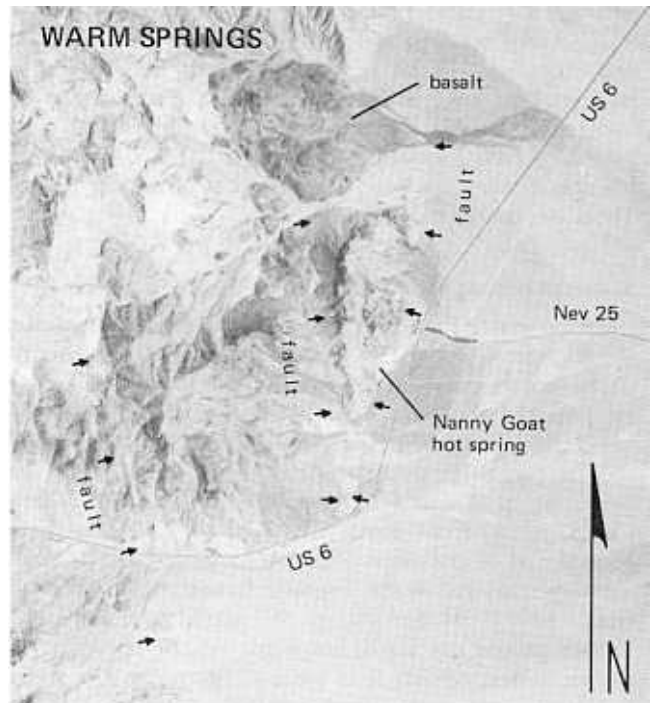 WARM SPRINGS
basalt
US 6
fault
Nev 25
fault
Nanny Goat
hot spring
fault
US 6
N